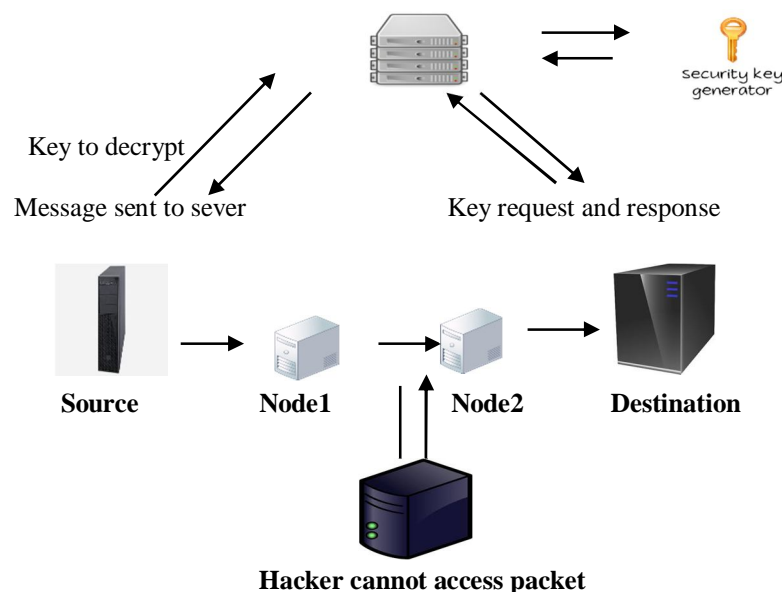 Security key
generator
Key to decrypt
Message sent to sever
Key request and response
Source
Node1
Node2
Destination
Hacker cannot access packet